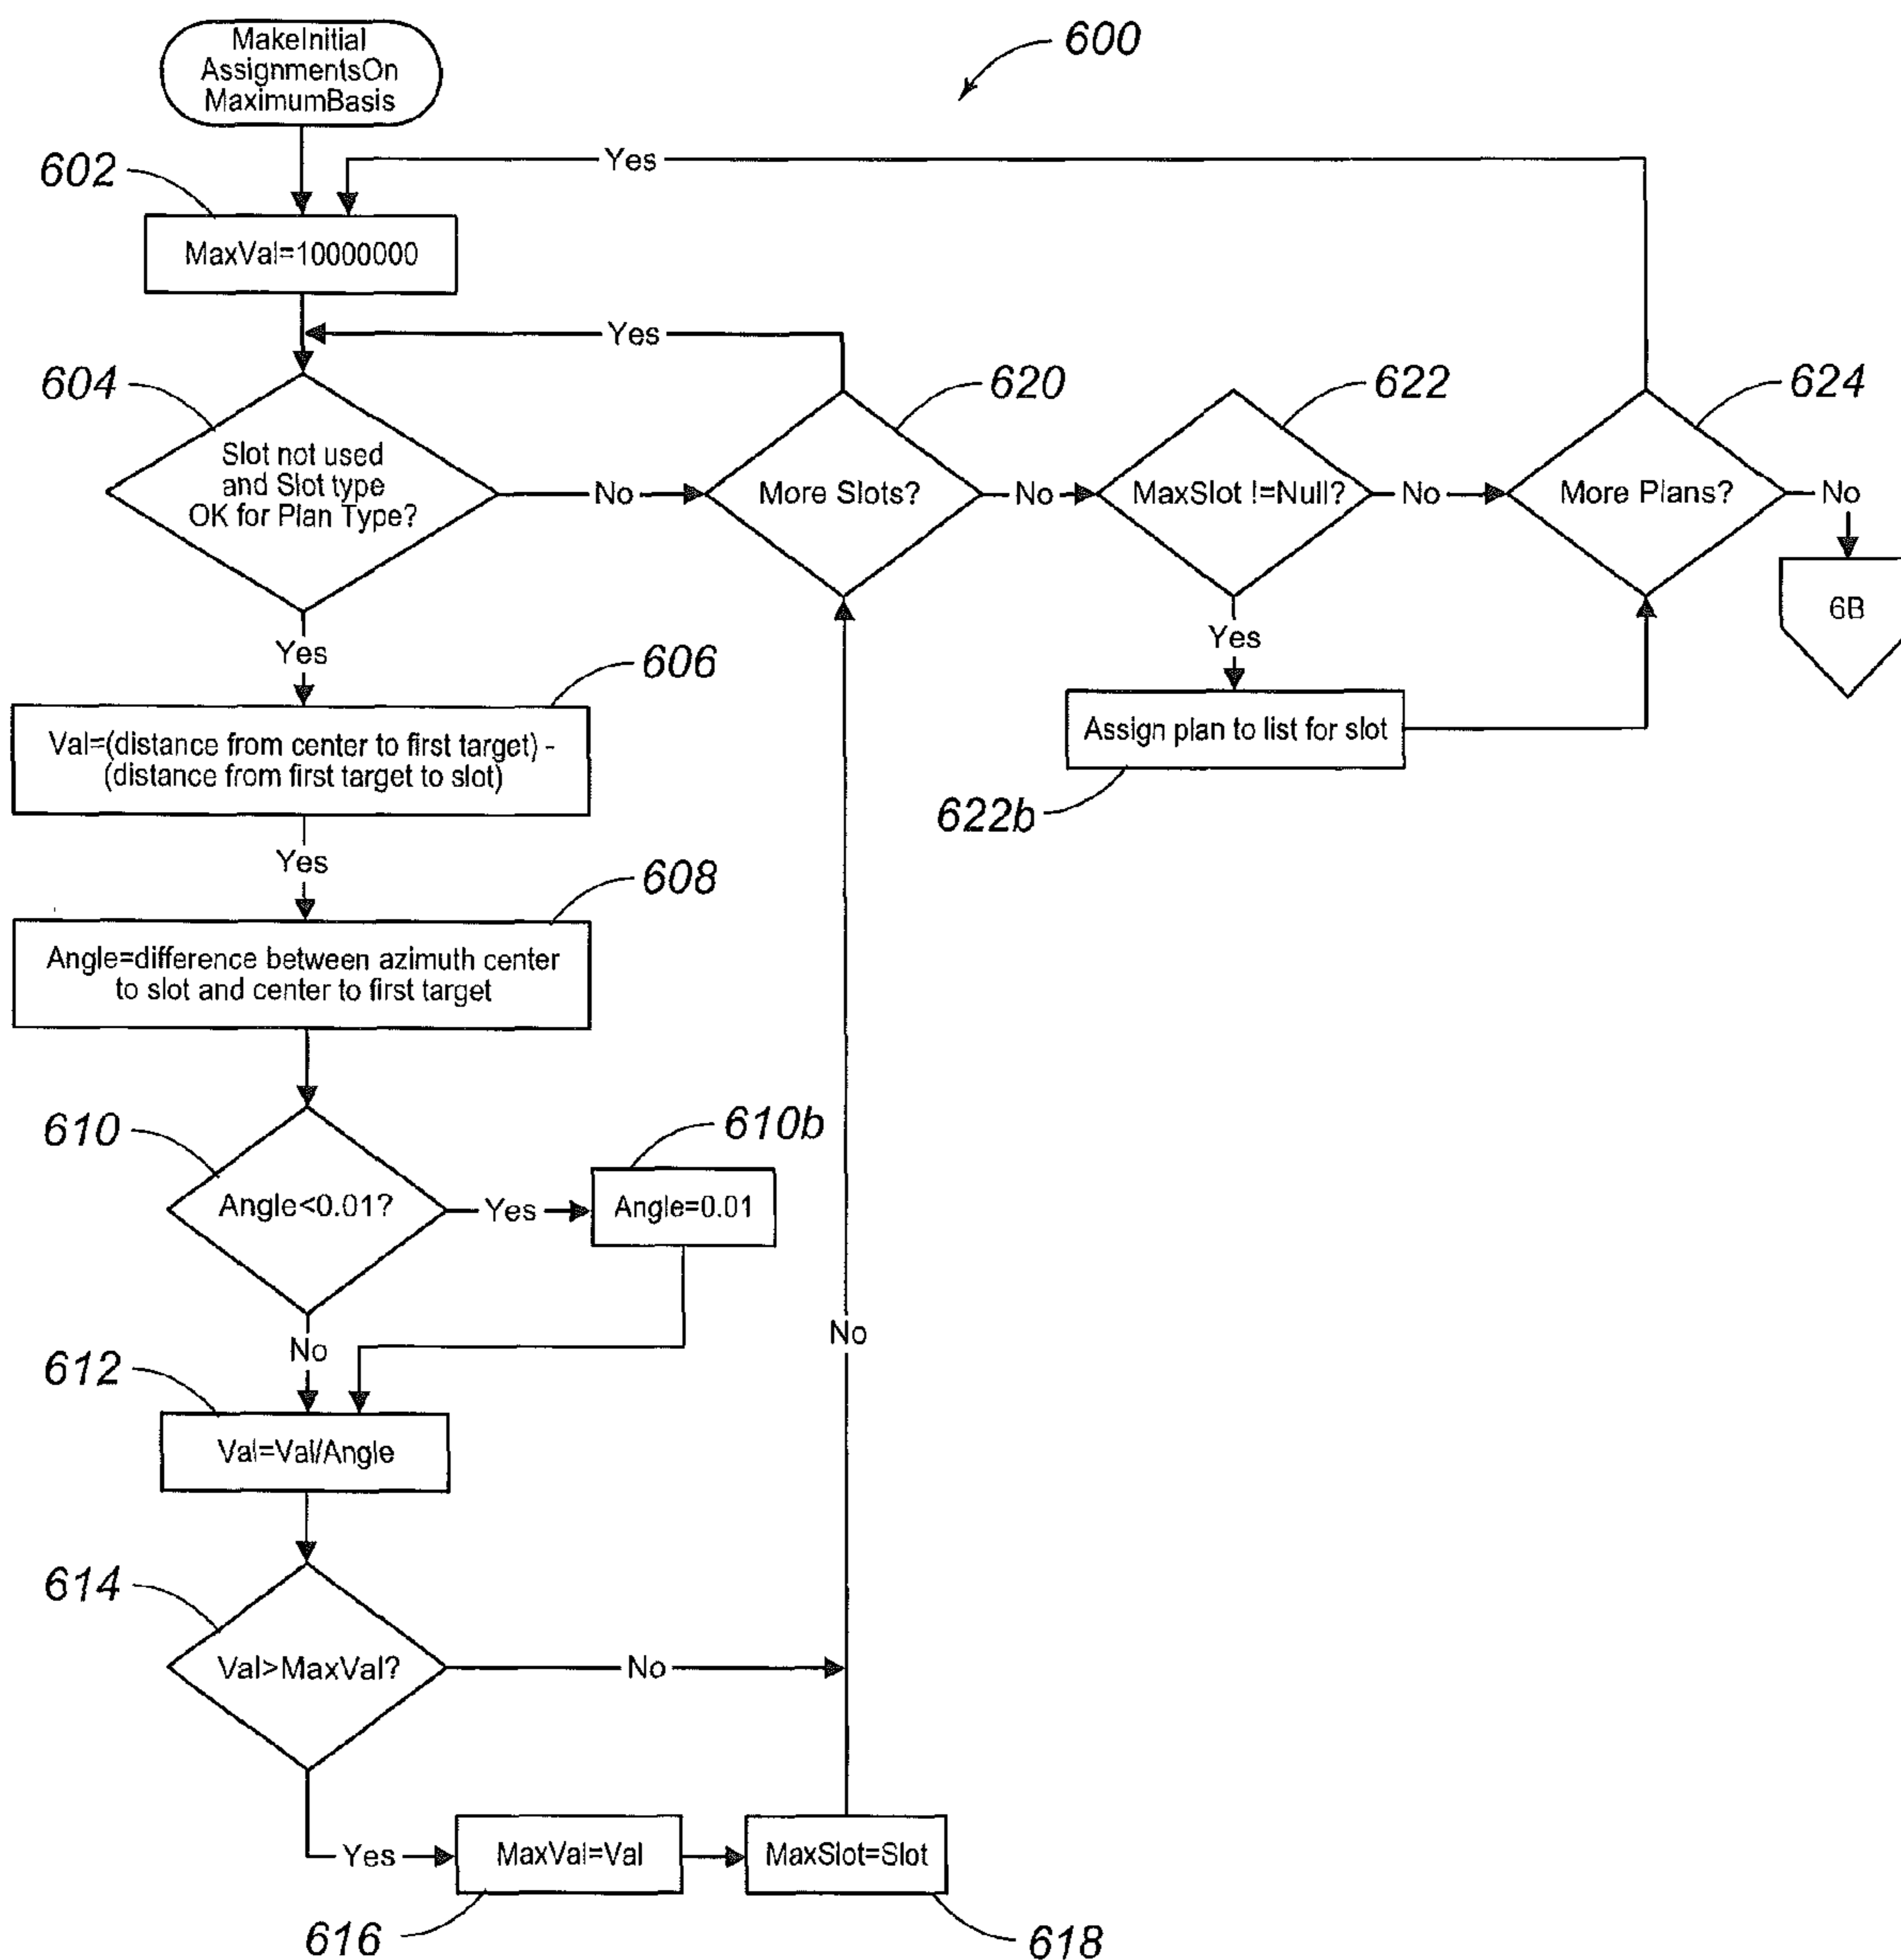 MakeInitial
AssignmentsOn
MaximumBasis
600
Yes
602
MaxVal=10000000
Yes
604
620
622
624
Slot not used
and Slot type
OK for Plan Type?
No
More Slots?
No
MaxSlot !=Null?
No
More Plans?
No
6B
Yes
Yes
606
Val=(distance from center to first target) -
(distance from first target to slot)
Assign plan to list for slot
622b
Yes
608
Angle=difference between azimuth center
to slot and center to first target
610
610b
Angle<0.01?
Yes
Angle=0.01
No
No
612
Val=Val/Angle
614
Val>MaxVal?
No
Yes
MaxVal=Val
MaxSlot=Slot
616
618